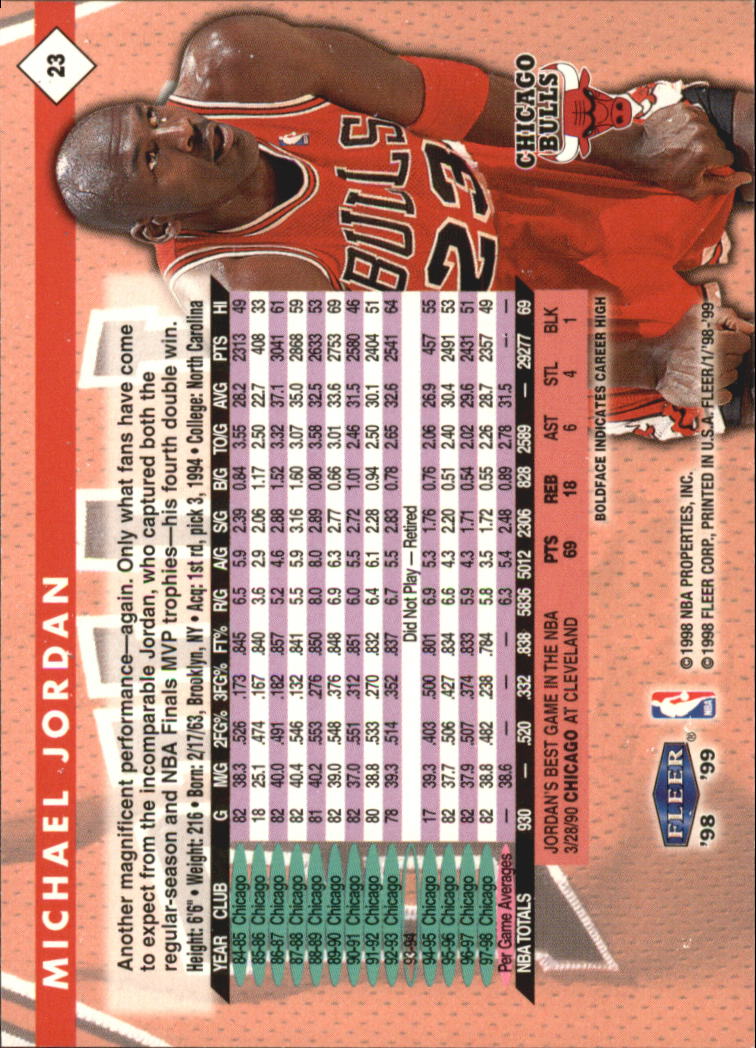 23
MICHAEL JORDAN
CHICAGO
BULLS
BULLS
23
Another magnificent performance—again. Only what fans have come
to expect from the incomparable Jordan, who captured both the
regular-season and NBA Finals MVP trophies—his fourth double win.
Height: 6'6" • Weight: 216 • Born: 2/17/63, Brooklyn, NY • Acq: 1st rd, pick 3, 1994 • College: North Carolina
YEAR CLUB G M/G 2FG% 3FG% FT% R/G A/G S/G B/G TO/G AVG PTS HI
84-85 Chicago 82 38.3 .526 .173 .845 6.5 5.9 2.39 0.84 3.55 28.2 2313 49
85-86 Chicago 18 25.1 .474 .167 .840 3.6 2.9 2.06 1.17 2.50 22.7 408 33
86-87 Chicago 82 40.0 .491 .182 .857 5.2 4.6 2.88 1.52 3.32 37.1 3041 61
87-88 Chicago 82 40.4 .546 .132 .841 5.5 5.9 3.16 1.60 3.07 35.0 2868 59
88-89 Chicago 81 40.2 .553 .276 .850 8.0 8.0 2.89 0.80 3.58 32.5 2633 53
89-90 Chicago 82 39.0 .548 .376 .848 6.9 6.3 2.77 0.66 3.01 33.6 2753 69
90-91 Chicago 82 37.0 .551 .312 .851 6.0 5.5 2.72 1.01 2.46 31.5 2580 46
91-92 Chicago 80 38.8 .533 .270 .832 6.4 6.1 2.28 0.94 2.50 30.1 2404 51
92-93 Chicago 78 39.3 .514 .352 .837 6.7 5.5 2.83 0.78 2.65 32.6 2541 64
93-94 Did Not Play — Retired
94-95 Chicago 17 39.3 .403 .500 .801 6.9 5.3 1.76 0.76 2.06 26.9 457 55
95-96 Chicago 82 37.7 .506 .427 .834 6.6 4.3 2.20 0.51 2.40 30.4 2491 53
96-97 Chicago 82 37.9 .507 .374 .833 5.9 4.3 1.71 0.54 2.02 29.6 2431 51
97-98 Chicago 82 38.8 .482 .238 .784 5.8 3.5 1.72 0.55 2.26 28.7 2357 49
Per Game Averages — 38.6 — — — 6.3 5.4 2.48 0.89 2.78 31.5 — —
NBA TOTALS 930 — .520 .332 .838 5836 5012 2306 828 2589 — 29277 69
JORDAN'S BEST GAME IN THE NBA PTS REB AST STL BLK
3/28/90 CHICAGO AT CLEVELAND 69 18 6 4 1
BOLDFACE INDICATES CAREER HIGH
FLEER®
'98 '99
NBA
©1998 NBA PROPERTIES, INC.
©1998 FLEER CORP., PRINTED IN U.S.A. FLEER/1/'98-'99